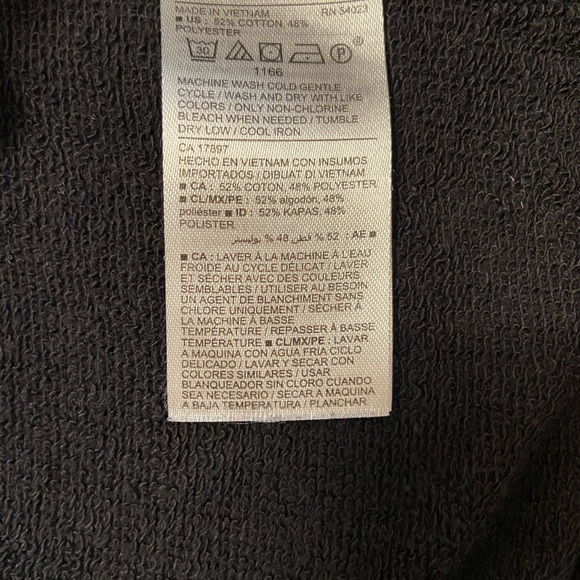 MADE IN VIETNAM RN 54023
■ US : 52% COTTON, 48%
POLYESTER
30 P ®
1166
MACHINE WASH COLD GENTLE
CYCLE / WASH AND DRY WITH LIKE
COLORS / ONLY NON-CHLORINE
BLEACH WHEN NEEDED / TUMBLE
DRY LOW / COOL IRON
CA 17897
HECHO EN VIETNAM CON INSUMOS
IMPORTADOS / DIBUAT DI VIETNAM
■ CA : 52% COTON, 48% POLYESTER
■ CL/MX/PE : 52% algodón, 48%
poliéster ■ ID : 52% KAPAS, 48%
POLISTER
■ AE : 52 % قطن, 48 % بوليستر
■ CA : LAVER À LA MACHINE À L'EAU
FROIDE AU CYCLE DÉLICAT / LAVER
ET SÉCHER AVEC DES COULEURS
SEMBLABLES / UTILISER AU BESOIN
UN AGENT DE BLANCHIMENT SANS
CHLORE UNIQUEMENT / SÉCHER À
LA MACHINE À BASSE
TEMPÉRATURE / REPASSER À BASSE
TEMPÉRATURE ■ CL/MX/PE : LAVAR
A MAQUINA CON AGUA FRIA CICLO
DELICADO / LAVAR Y SECAR CON
COLORES SIMILARES / USAR
BLANQUEADOR SIN CLORO CUANDO
SEA NECESARIO / SECAR A MAQUINA
A BAJA TEMPERATURA / PLANCHAR